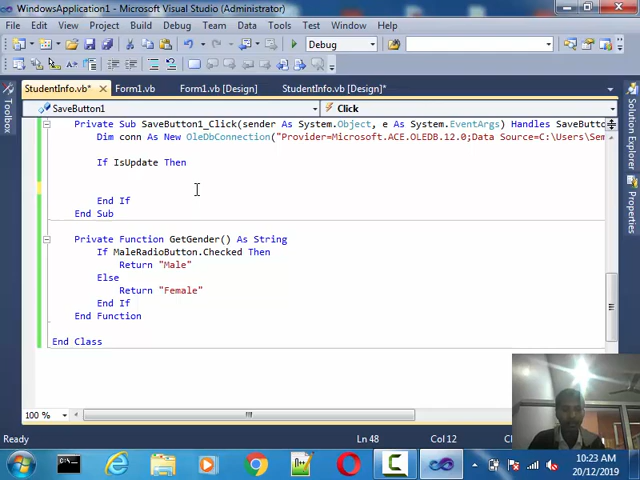 WindowsApplication1 - Microsoft Visual Studio (Administrator)
File Edit View Project Build Debug Team Data Tools Test Window Help
Debug
StudentInfo.vb* Form1.vb Form1.vb [Design] StudentInfo.vb [Design]*
SaveButton1 Click
Toolbox
Solution Explorer
Properties
Private Sub SaveButton1_Click(sender As System.Object, e As System.EventArgs) Handles SaveButto
Dim conn As New OleDbConnection("Provider=Microsoft.ACE.OLEDB.12.0;Data Source=C:\Users\Sem
If IsUpdate Then
End If
End Sub
Private Function GetGender() As String
If MaleRadioButton.Checked Then
Return "Male"
Else
Return "Female"
End If
End Function
End Class
100 %
Ready Ln 48 Col 12
10:23 AM
20/12/2019